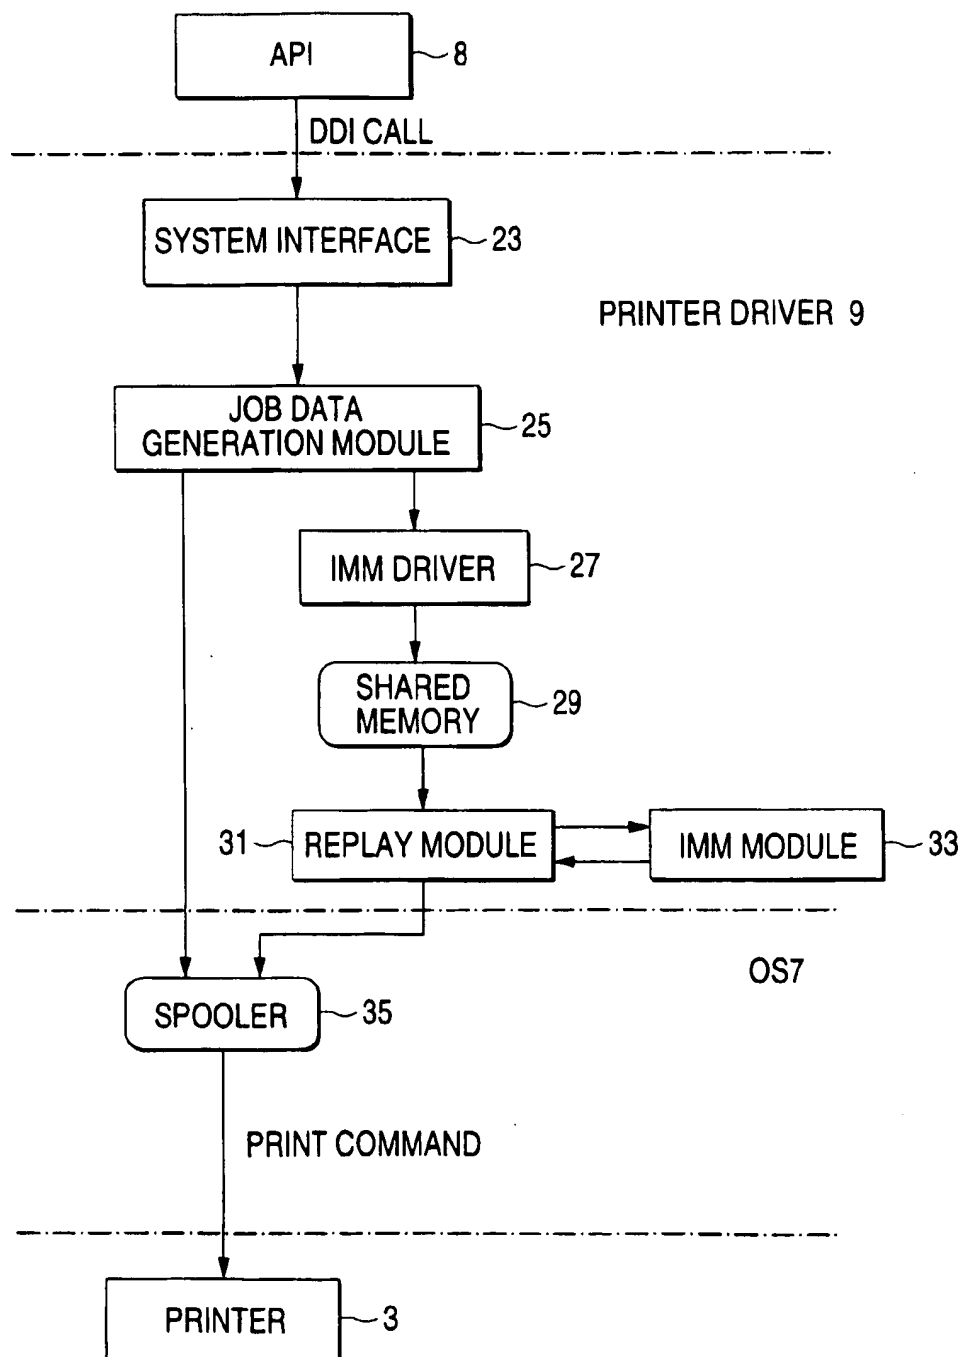 API
8
DDI CALL
SYSTEM INTERFACE
23
PRINTER DRIVER 9
JOB DATA
GENERATION MODULE
25
IMM DRIVER
27
SHARED
MEMORY
29
31
REPLAY MODULE
IMM MODULE
33
OS7
SPOOLER
35
PRINT COMMAND
PRINTER
3